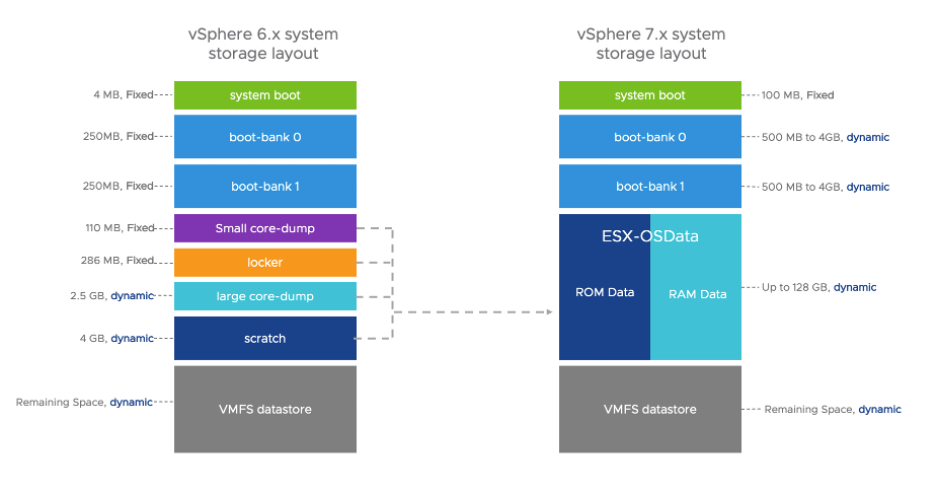 vSphere 6.x system
storage layout
4 MB, Fixed
system boot
250MB, Fixed
boot-bank 0
250MB, Fixed
boot-bank 1
110 MB, Fixed
Small core-dump
286 MB, Fixed
locker
2.5 GB, dynamic
large core-dump
4 GB, dynamic
scratch
Remaining Space, dynamic
VMFS datastore
vSphere 7.x system
storage layout
system boot
100 MB, Fixed
boot-bank 0
500 MB to 4GB, dynamic
boot-bank 1
500 MB to 4GB, dynamic
ESX-OSData
ROM Data
RAM Data
Up to 128 GB, dynamic
VMFS datastore
Remaining Space, dynamic